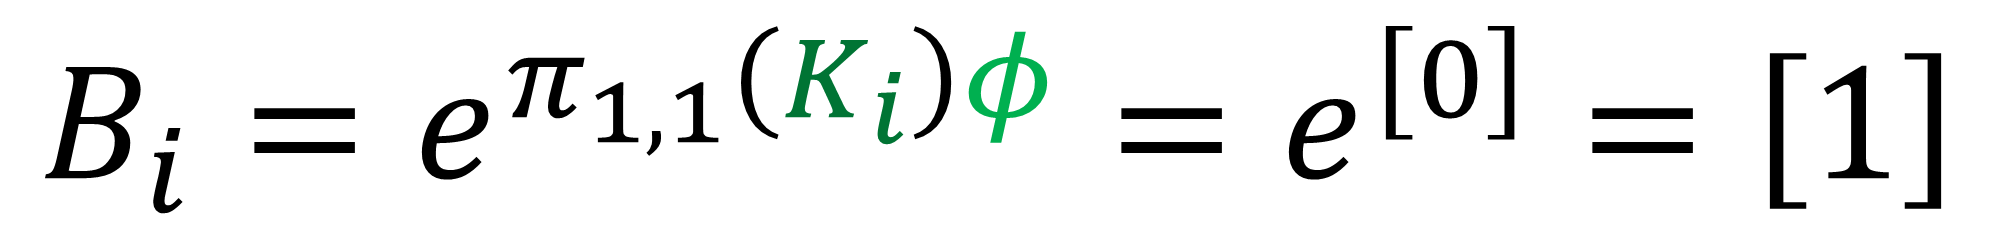 B_i = e^{π_{1,1}(K_i)ϕ} = e^{[0]} = [1]